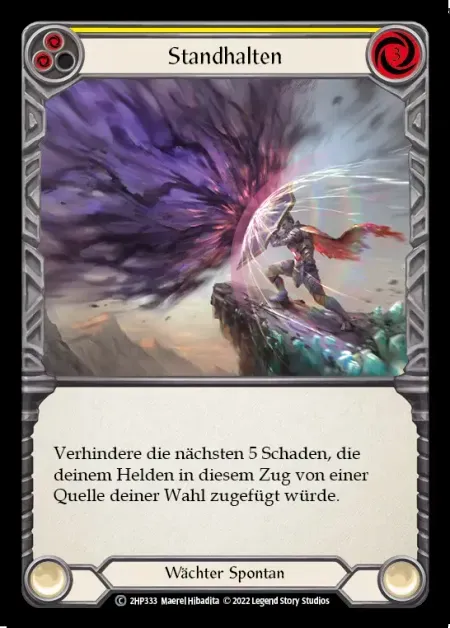 3
Standhalten
Verhindere die nächsten 5 Schaden, die
deinem Helden in diesem Zug von einer
Quelle deiner Wahl zugefügt würde.
Wächter Spontan
C 2HP333 Maerel Hibadita © 2022 Legend Story Studios